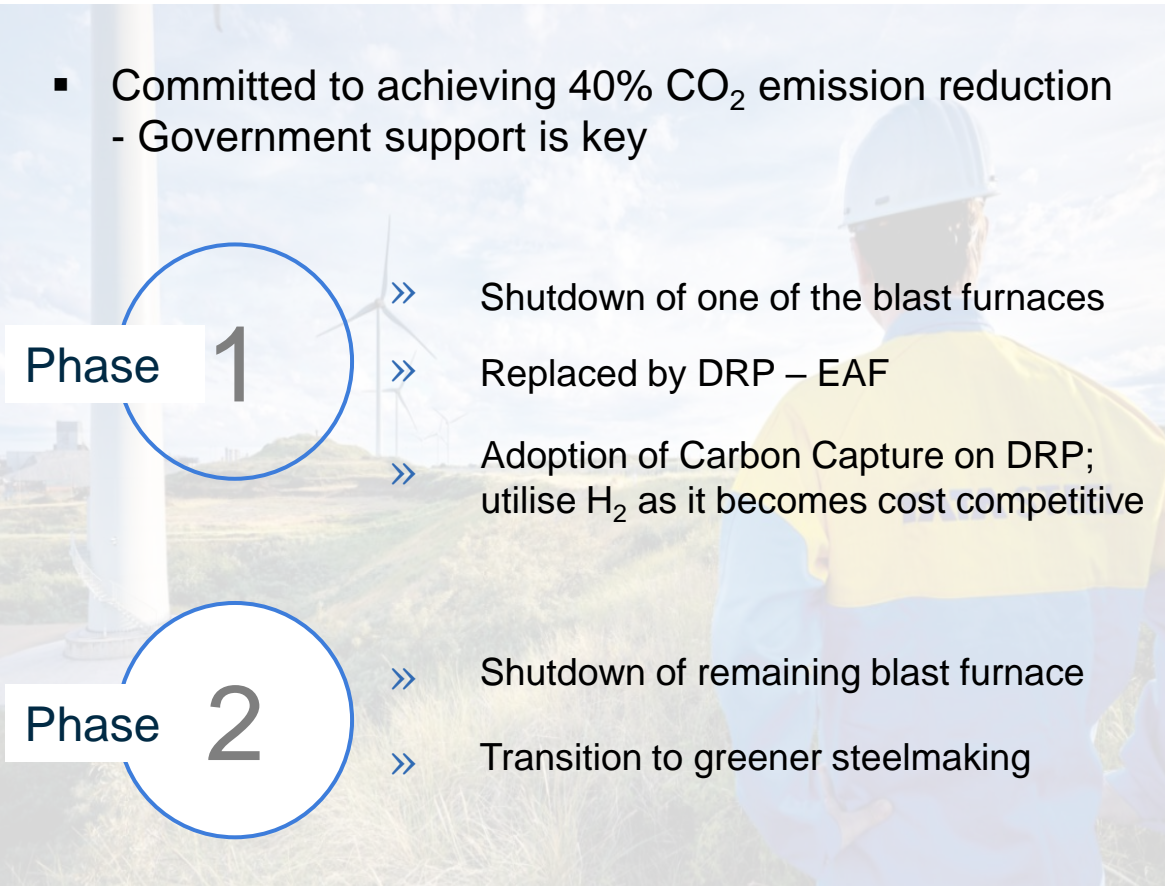 ▪ Committed to achieving 40% CO₂ emission reduction
- Government support is key
Phase 1
» Shutdown of one of the blast furnaces
» Replaced by DRP – EAF
» Adoption of Carbon Capture on DRP;
utilise H₂ as it becomes cost competitive
Phase 2
» Shutdown of remaining blast furnace
» Transition to greener steelmaking